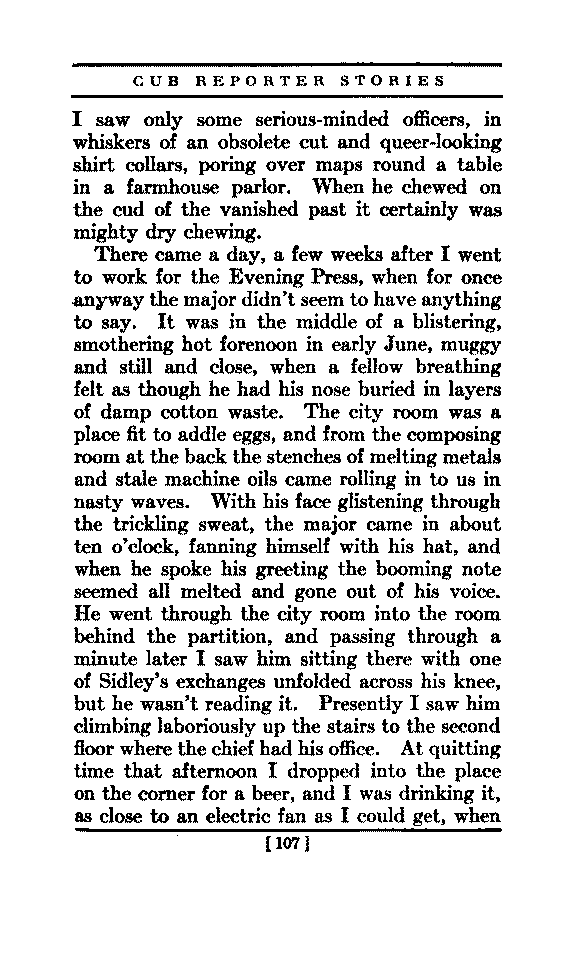 CUB REPORTER STORIES
I saw only some serious-minded officers, in
whiskers of an obsolete cut and queer-looking
shirt collars, poring over maps round a table
in a farmhouse parlor. When he chewed on
the cud of the vanished past it certainly was
mighty dry chewing.
There came a day, a few weeks after I went
to work for the Evening Press, when for once
anyway the major didn't seem to have anything
to say. It was in the middle of a blistering,
smothering hot forenoon in early June, muggy
and still and close, when a fellow breathing
felt as though he had his nose buried in layers
of damp cotton waste. The city room was a
place fit to addle eggs, and from the composing
room at the back the stenches of melting metals
and stale machine oils came rolling in to us in
nasty waves. With his face glistening through
the trickling sweat, the major came in about
ten o'clock, fanning himself with his hat, and
when he spoke his greeting the booming note
seemed all melted and gone out of his voice.
He went through the city room into the room
behind the partition, and passing through a
minute later I saw him sitting there with one
of Sidley's exchanges unfolded across his knee,
but he wasn't reading it. Presently I saw him
climbing laboriously up the stairs to the second
floor where the chief had his office. At quitting
time that afternoon I dropped into the place
on the corner for a beer, and I was drinking it,
as close to an electric fan as I could get, when
[107]